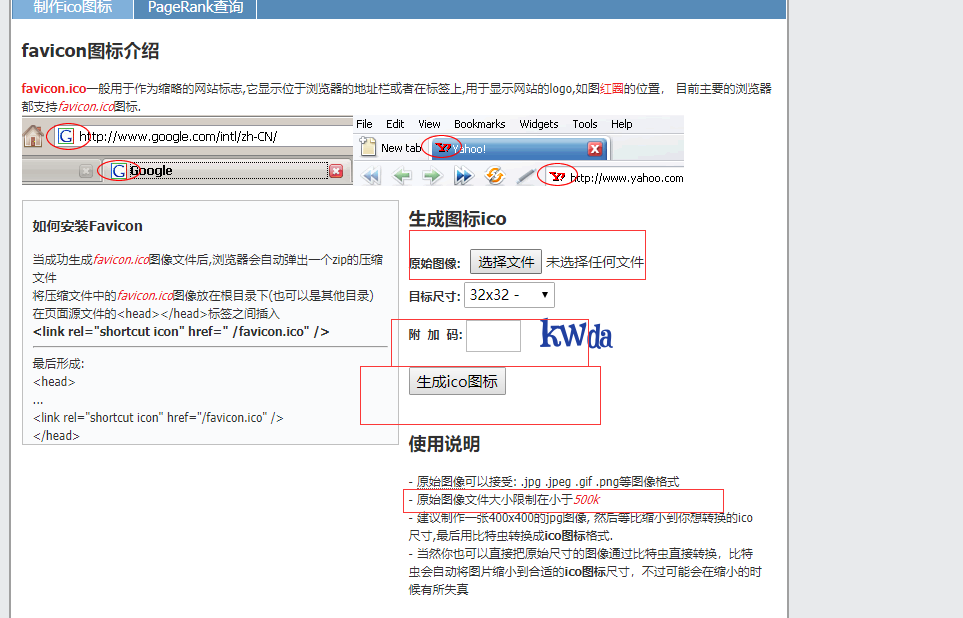 制作ico图标 PageRank查询
favicon图标介绍
favicon.ico一般用于作为缩略的网站标志,它显示位于浏览器的地址栏或者在标签上,用于显示网站的logo,如图红圈的位置， 目前主要的浏览器
都支持favicon.ico图标.
G http://www.google.com/intl/zh-CN/
G Google
File Edit View Bookmarks Widgets Tools Help
New tab Y! Yahoo!
Y! http://www.yahoo.com
如何安装Favicon
当成功生成favicon.ico图像文件后,浏览器会自动弹出一个zip的压缩
文件
将压缩文件中的favicon.ico图像放在根目录下(也可以是其他目录)
在页面源文件的<head></head>标签之间插入
<link rel="shortcut icon" href=" /favicon.ico" />
最后形成:
<head>
...
<link rel="shortcut icon" href="/favicon.ico" />
</head>
生成图标ico
原始图像: 选择文件 未选择任何文件
目标尺寸: 32x32 -
附 加 码: kwda
生成ico图标
使用说明
- 原始图像可以接受: .jpg .jpeg .gif .png等图像格式
- 原始图像文件大小限制在小于500k
- 建议制作一张400x400的jpg图像, 然后等比缩小到你想转换的ico
尺寸,最后用比特虫转换成ico图标格式.
- 当然你也可以直接把原始尺寸的图像通过比特虫直接转换，比特
虫会自动将图片缩小到合适的ico图标尺寸，不过可能会在缩小的时
候有所失真